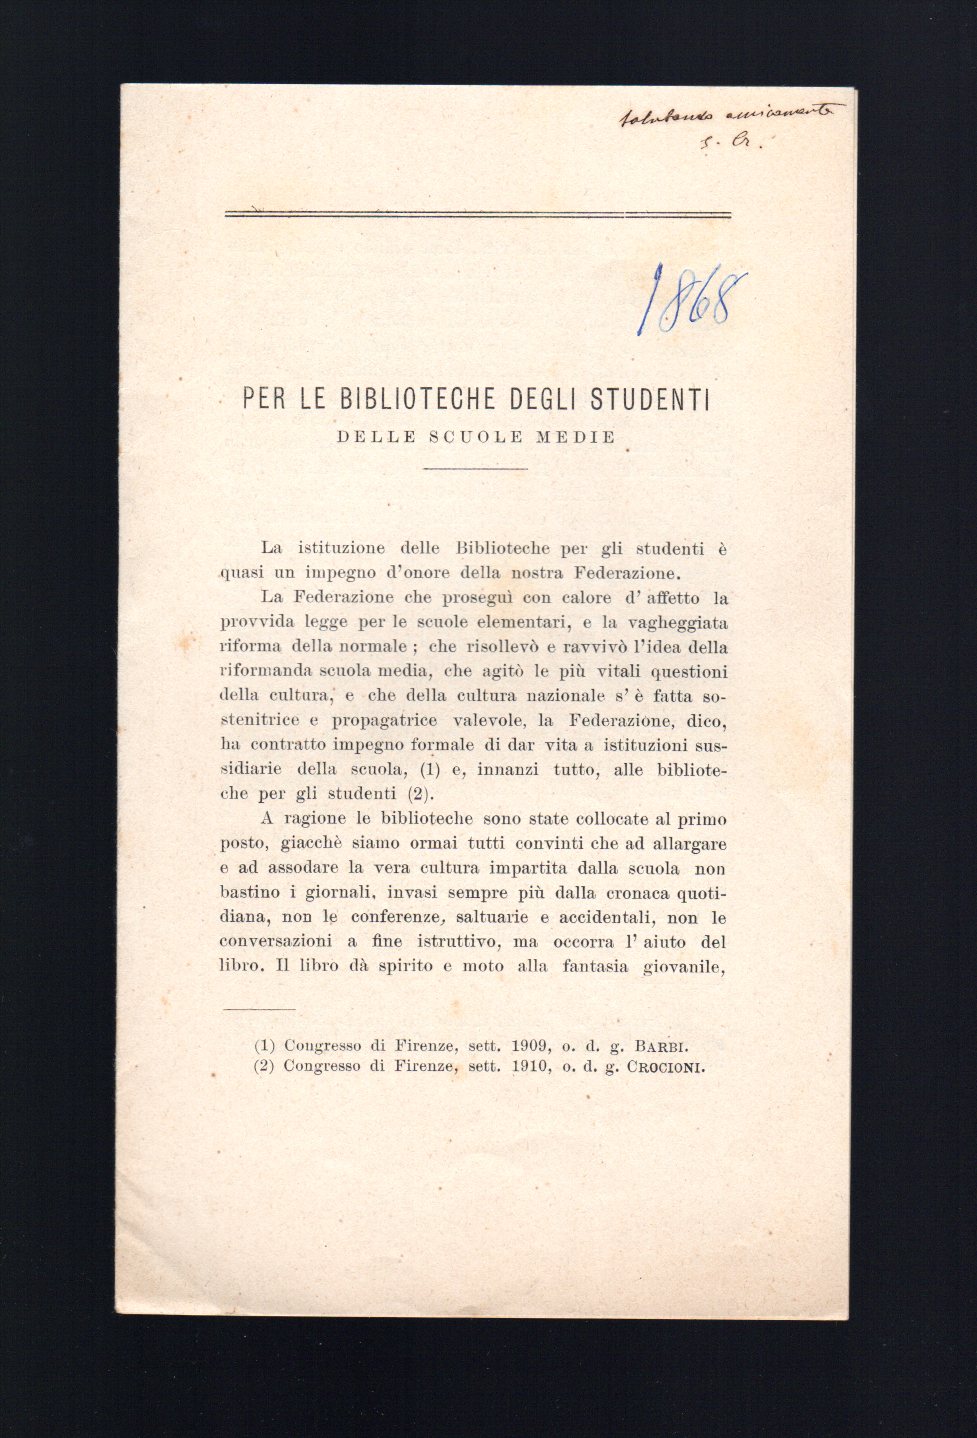 salutando amicamente
G. Cr.
1868
PER LE BIBLIOTECHE DEGLI STUDENTI
DELLE SCUOLE MEDIE
La istituzione delle Biblioteche per gli studenti è
quasi un impegno d'onore della nostra Federazione.
La Federazione che proseguì con calore d' affetto la
provvida legge per le scuole elementari, e la vagheggiata
riforma della normale ; che risollevò e ravvivò l'idea della
riformanda scuola media, che agitò le più vitali questioni
della cultura, e che della cultura nazionale s' è fatta so-
stenitrice e propagatrice valevole, la Federazione, dico,
ha contratto impegno formale di dar vita a istituzioni sus-
sidiarie della scuola, (1) e, innanzi tutto, alle bibliote-
che per gli studenti (2).
A ragione le biblioteche sono state collocate al primo
posto, giacchè siamo ormai tutti convinti che ad allargare
e ad assodare la vera cultura impartita dalla scuola non
bastino i giornali, invasi sempre più dalla cronaca quoti-
diana, non le conferenze, saltuarie e accidentali, non le
conversazioni a fine istruttivo, ma occorra l' aiuto del
libro. Il libro dà spirito e moto alla fantasia giovanile,
(1) Congresso di Firenze, sett. 1909, o. d. g. BARBI.
(2) Congresso di Firenze, sett. 1910, o. d. g. CROCIONI.